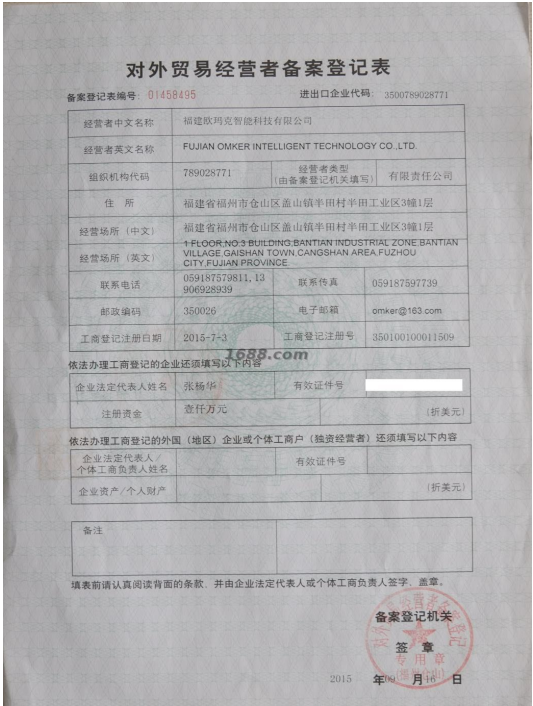 对外贸易经营者备案登记表
备案登记表编号: 01458495 进出口企业代码: 3500789028771
经营者中文名称 福建欧玛克智能科技有限公司
经营者英文名称 FUJIAN OMKER INTELLIGENT TECHNOLOGY CO.,LTD.
组织机构代码 789028771 经营者类型 (由备案登记机关填写) 有限责任公司
住 所 福建省福州市仓山区盖山镇半田村半田工业区3幢1层
经营场所(中文) 福建省福州市仓山区盖山镇半田村半田工业区3幢1层
经营场所(英文) 1 FLOOR,NO.3 BUILDING,BANTIAN INDUSTRIAL ZONE,BANTIAN
VILLAGE,GAISHAN TOWN,CANGSHAN AREA,FUZHOU
CITY,FUJIAN PROVINCE.
联系电话 059187579811,13
906928939 联系传真 059187597739
邮政编码 350026 电子邮箱 omker@163.com
工商登记注册日期 2015-7-3 工商登记注册号 350100100011509
1688.com
依法办理工商登记的企业还须填写以下内容
企业法定代表人姓名 张杨华 有效证件号
注册资金 壹仟万元 (折美元)
依法办理工商登记的外国(地区)企业或个体工商户(独资经营者)还须填写以下内容
企业法定代表人/
个体工商负责人姓名 有效证件号
企业资产/个人财产 (折美元)
备注
填表前请认真阅读背面的条款,并由企业法定代表人或个体工商负责人签字、盖章。
备案登记机关
签 章
对外贸易经营者备案登记
专用章
2015 年09 月16 日